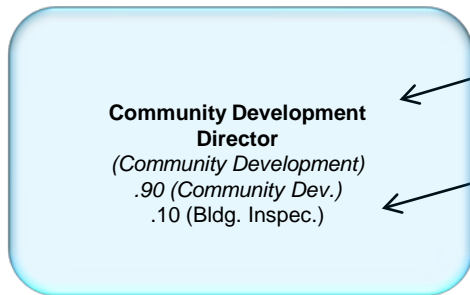 Community Development
Director
(Community Development)
.90 (Community Dev.)
.10 (Bldg. Inspec.)